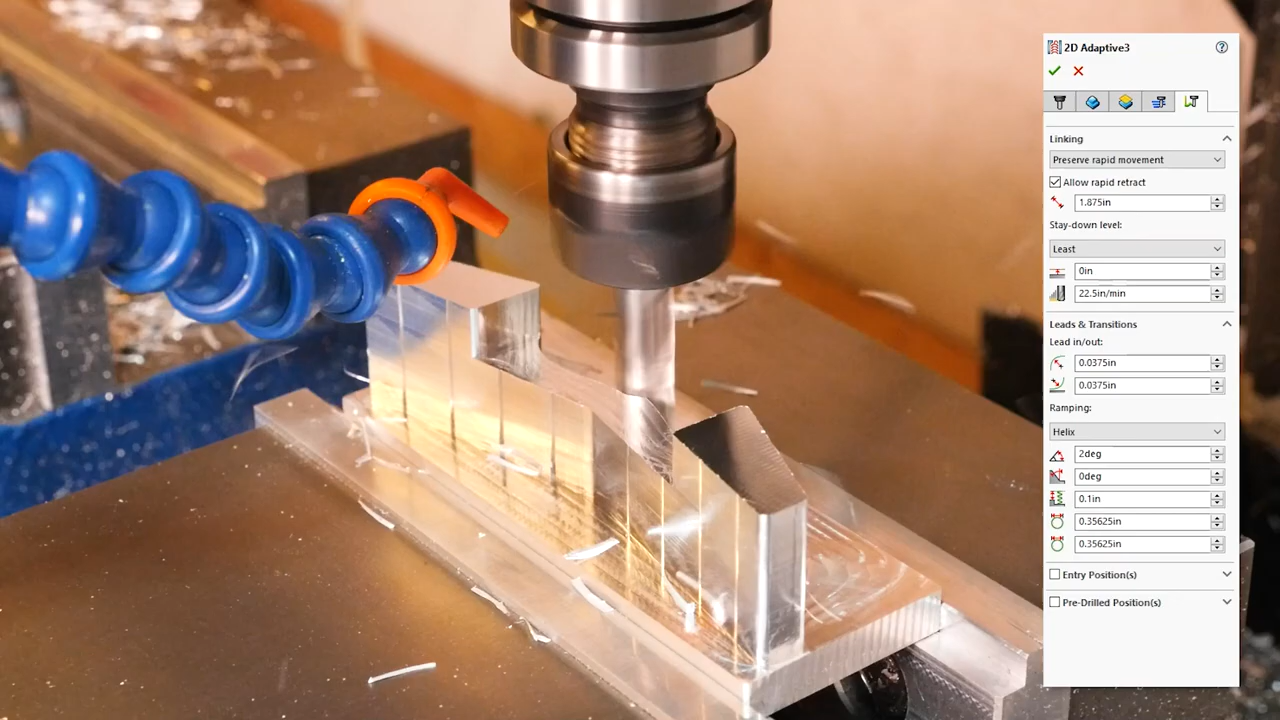 2D Adaptive3
Linking
Preserve rapid movement
Allow rapid retract
1.875in
Stay-down level:
Least
0in
22.5in/min
Leads & Transitions
Lead in/out:
0.0375in
0.0375in
Ramping:
Helix
2deg
0deg
0.1in
0.35625in
0.35625in
Entry Position(s)
Pre-Drilled Position(s)